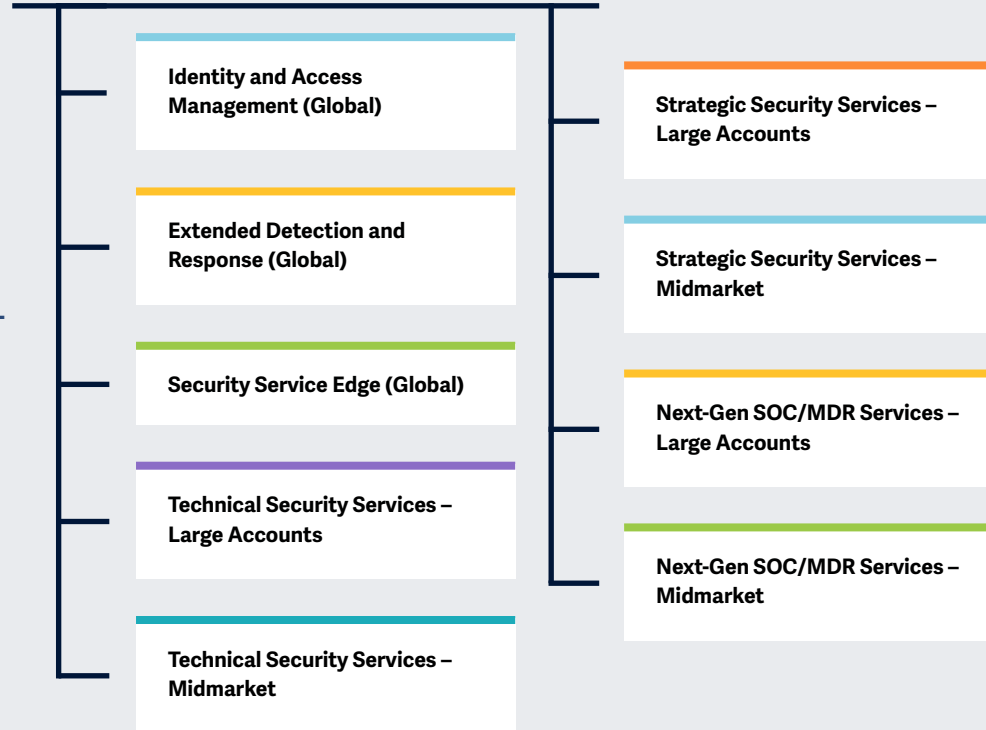 Identity and Access
Management (Global)
Extended Detection and
Response (Global)
Security Service Edge (Global)
Technical Security Services –
Large Accounts
Technical Security Services –
Midmarket
Strategic Security Services –
Large Accounts
Strategic Security Services –
Midmarket
Next-Gen SOC/MDR Services –
Large Accounts
Next-Gen SOC/MDR Services –
Midmarket